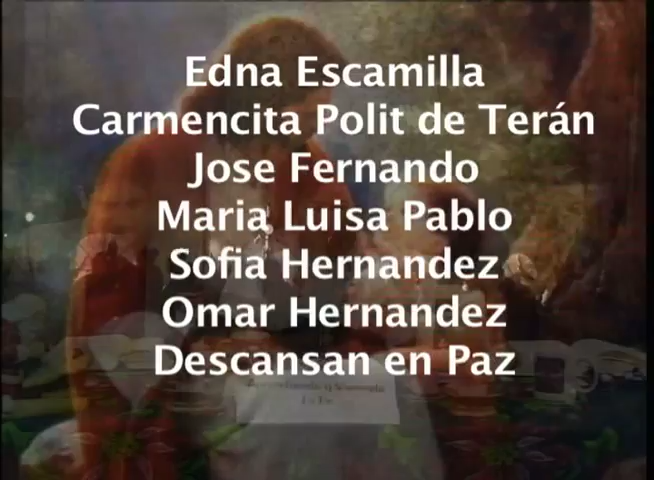 Edna Escamilla
Carmencita Polit de Terán
Jose Fernando
Maria Luisa Pablo
Sofia Hernandez
Omar Hernandez
Descansan en Paz